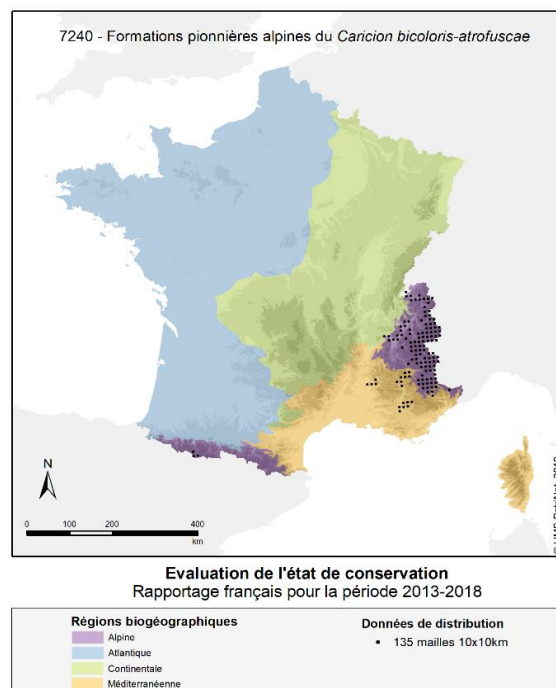 7240 - Formations pionnières alpines du Caricion bicoloris-atrofuscae
N
0 100 200 400
km
Evaluation de l'état de conservation
Rapportage français pour la période 2013-2018
Régions biogéographiques
Alpine
Atlantique
Continentale
Méditerranéenne
Données de distribution
135 mailles 10x10km